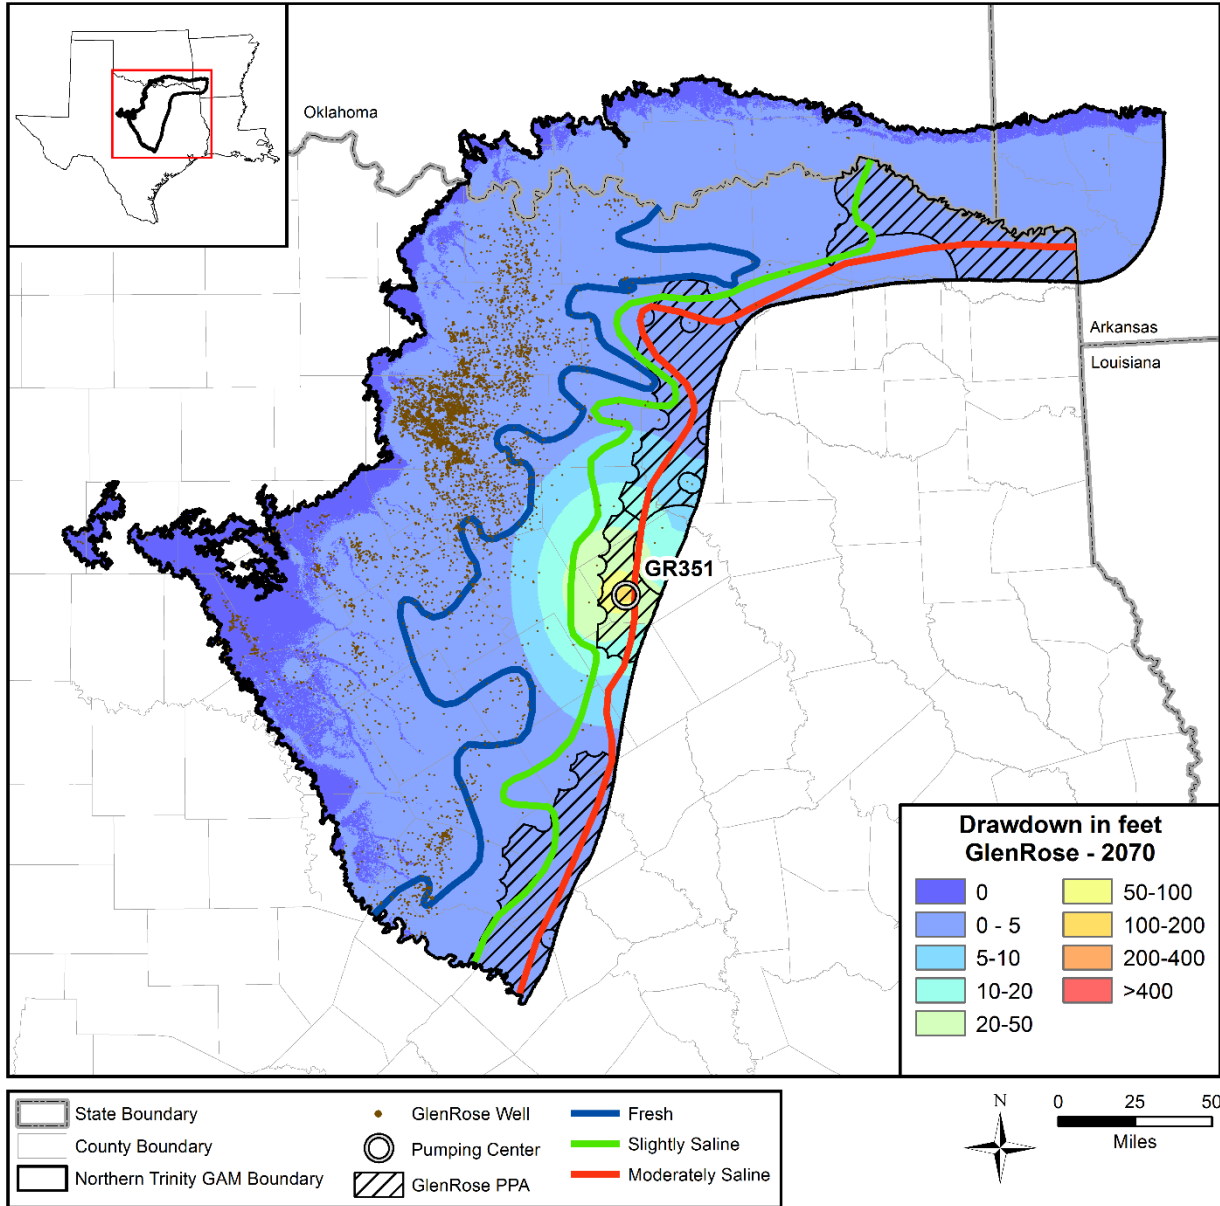 Oklahoma
Arkansas
Louisiana
GR351
Drawdown in feet
GlenRose - 2070
0
0 - 5
5-10
10-20
20-50
50-100
100-200
200-400
>400
State Boundary
County Boundary
Northern Trinity GAM Boundary
GlenRose Well
Pumping Center
GlenRose PPA
Fresh
Slightly Saline
Moderately Saline
N
0 25 50
Miles